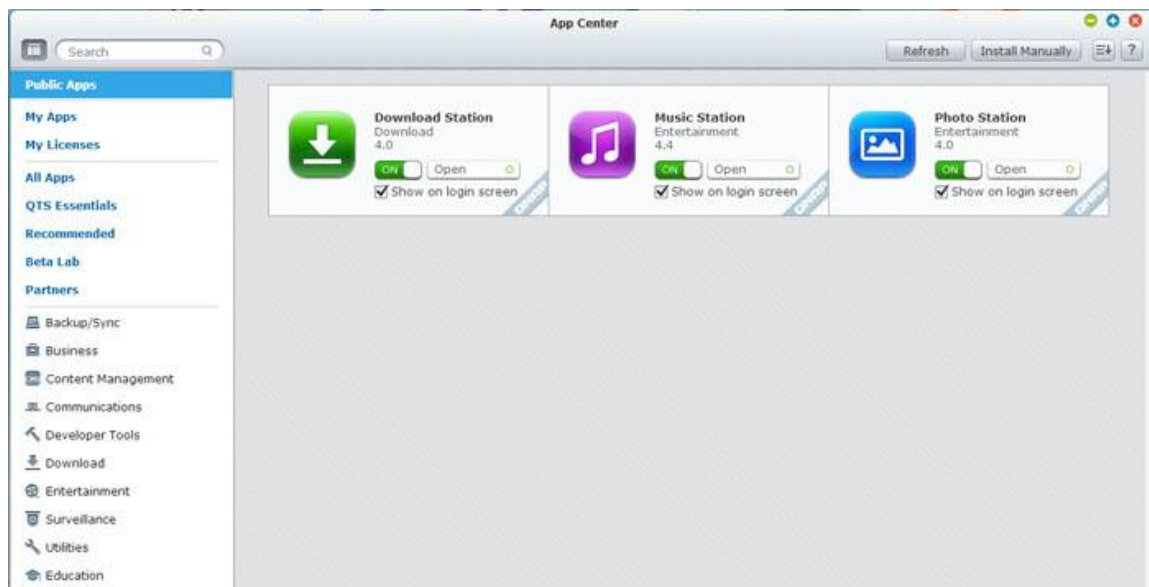 App Center
Search
Refresh
Install Manually
?
Public Apps
My Apps
My Licenses
All Apps
QTS Essentials
Recommended
Beta Lab
Partners
Backup/Sync
Business
Content Management
Communications
Developer Tools
Download
Entertainment
Surveillance
Utilities
Education
Download Station
Download
4.0
ON
Open
Show on login screen
QNAP
Music Station
Entertainment
4.4
ON
Open
Show on login screen
QNAP
Photo Station
Entertainment
4.0
ON
Open
Show on login screen
QNAP